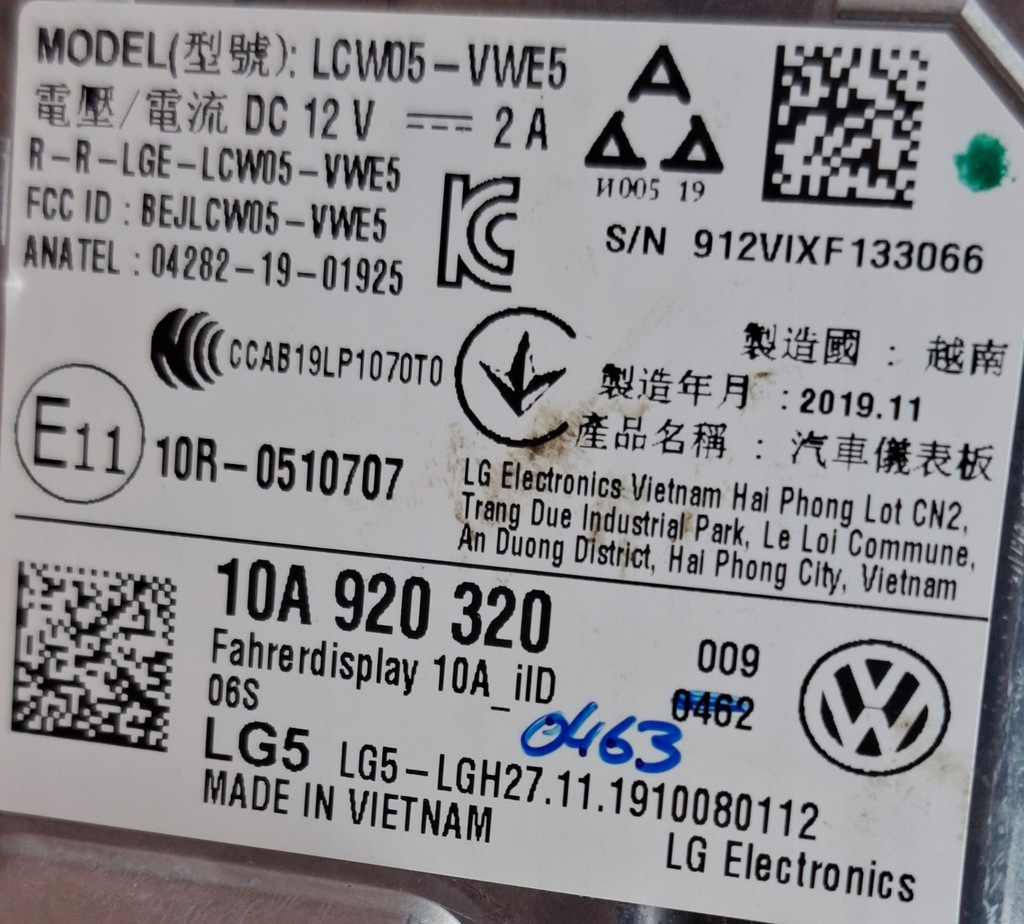 MODEL(型號): LCW05-VWE5
電壓/電流 DC 12 V ⎓ 2 A
R-R-LGE-LCW05-VWE5
FCC ID : BEJLCW05-VWE5
ANATEL : 04282-19-01925
KC
И005 19
S/N 912VIXF133066
CCAB19LP1070T0
E11
10R-0510707
製造國 : 越南
製造年月 : 2019.11
產品名稱 : 汽車儀表板
LG Electronics Vietnam Hai Phong Lot CN2,
Trang Due Industrial Park, Le Loi Commune,
An Duong District, Hai Phong City, Vietnam
10A 920 320
Fahrerdisplay 10A_iID
06S
009
0462
0463
VW
LG5 LG5-LGH27.11.1910080112
MADE IN VIETNAM
LG Electronics